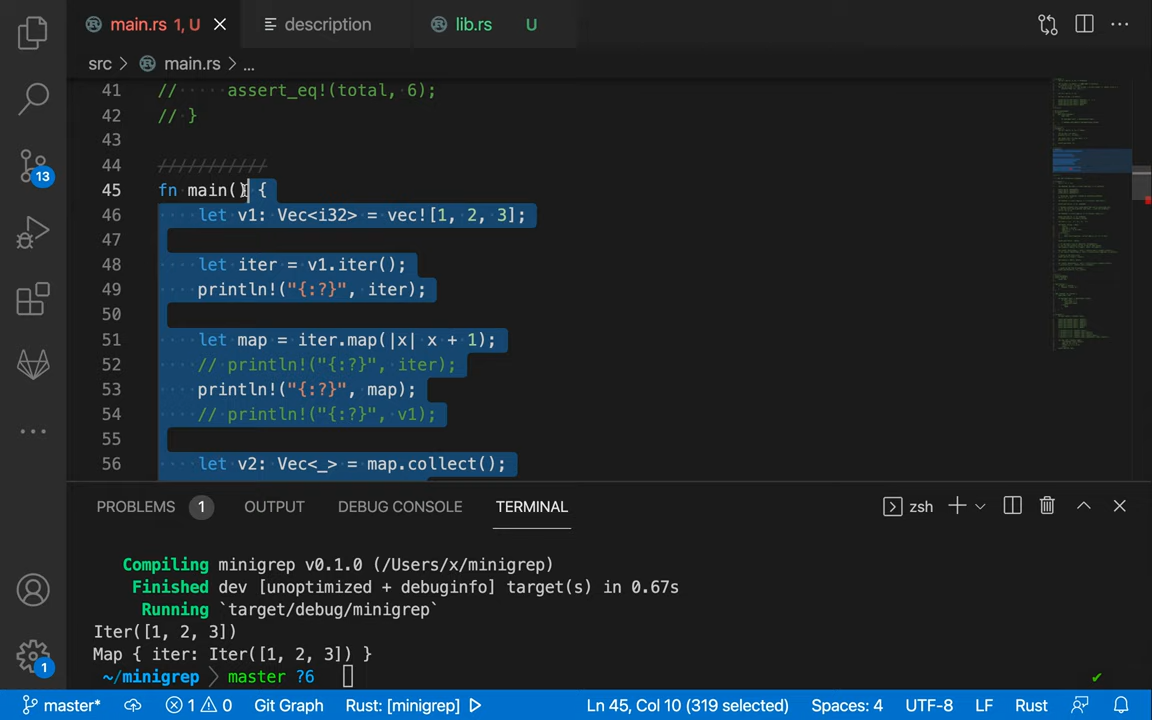 main.rs 1, U
description
lib.rs U
src > main.rs > ...
41 // assert_eq!(total, 6);
42 // }
43
44 ///////////
45 fn main() {
46 let v1: Vec<i32> = vec![1, 2, 3];
47
48 let iter = v1.iter();
49 println!("{:?}", iter);
50
51 let map = iter.map(|x| x + 1);
52 // println!("{:?}", iter);
53 println!("{:?}", map);
54 // println!("{:?}", v1);
55
56 let v2: Vec<_> = map.collect();
13
PROBLEMS 1 OUTPUT DEBUG CONSOLE TERMINAL zsh
Compiling minigrep v0.1.0 (/Users/x/minigrep)
Finished dev [unoptimized + debuginfo] target(s) in 0.67s
Running `target/debug/minigrep`
Iter([1, 2, 3])
Map { iter: Iter([1, 2, 3]) }
~/minigrep master ?6
1
master* 1 0 Git Graph Rust: [minigrep] Ln 45, Col 10 (319 selected) Spaces: 4 UTF-8 LF Rust